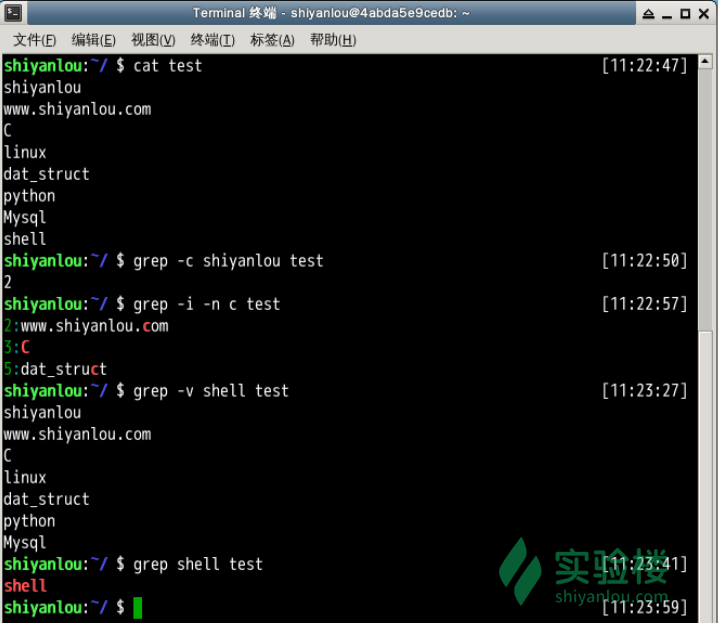 Terminal 终端 - shiyanlou@4abda5e9cedb: ~
文件(F) 编辑(E) 视图(V) 终端(T) 标签(A) 帮助(H)
shiyanlou:~/ $ cat test [11:22:47]
shiyanlou
www.shiyanlou.com
C
linux
dat_struct
python
Mysql
shell
shiyanlou:~/ $ grep -c shiyanlou test [11:22:50]
2
shiyanlou:~/ $ grep -i -n c test [11:22:57]
2:www.shiyanlou.com
3:C
5:dat_struct
shiyanlou:~/ $ grep -v shell test [11:23:27]
shiyanlou
www.shiyanlou.com
C
linux
dat_struct
python
Mysql
shiyanlou:~/ $ grep shell test [11:23:41]
shell
shiyanlou:~/ $ [11:23:59]
实验楼
shiyanlou.com